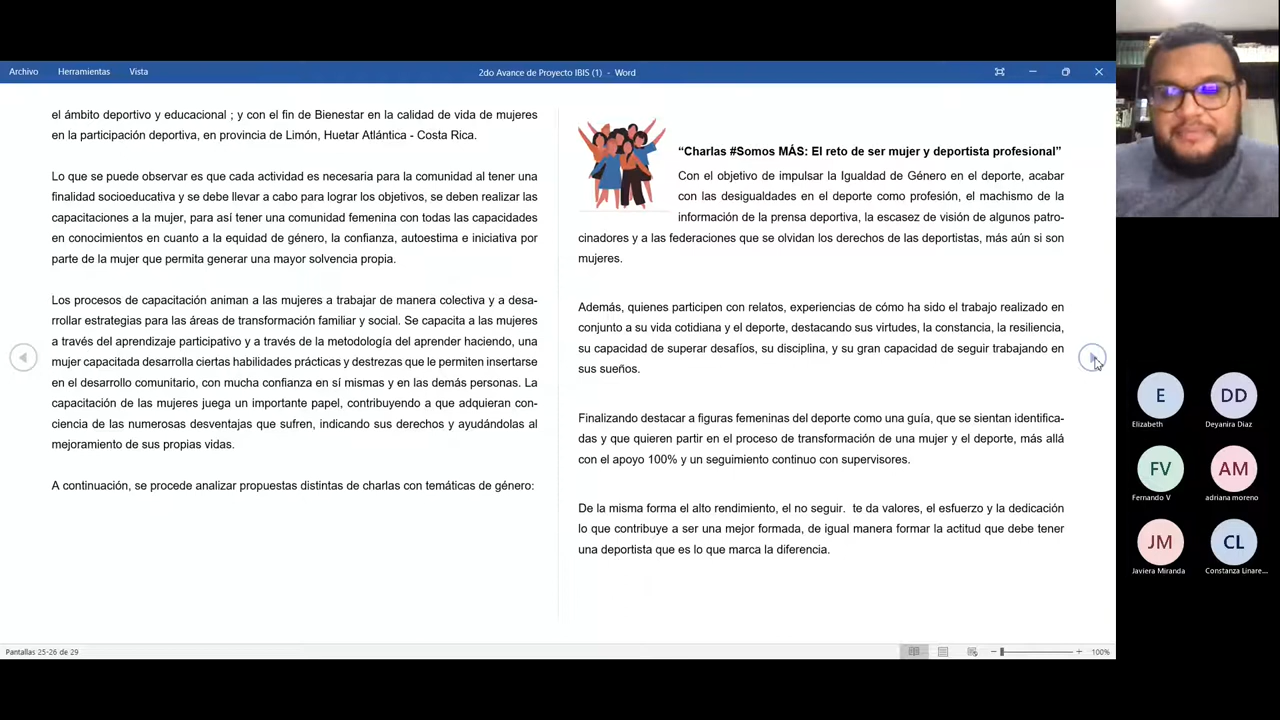 Archivo
Herramientas
Vista
2do Avance de Proyecto IBIS (1) - Word
el ámbito deportivo y educacional ; y con el fin de Bienestar en la calidad de vida de mujeres
en la participación deportiva, en provincia de Limón, Huetar Atlántica - Costa Rica.
Lo que se puede observar es que cada actividad es necesaria para la comunidad al tener una
finalidad socioeducativa y se debe llevar a cabo para lograr los objetivos, se deben realizar las
capacitaciones a la mujer, para así tener una comunidad femenina con todas las capacidades
en conocimientos en cuanto a la equidad de género, la confianza, autoestima e iniciativa por
parte de la mujer que permita generar una mayor solvencia propia.
Los procesos de capacitación animan a las mujeres a trabajar de manera colectiva y a desa-
rrollar estrategias para las áreas de transformación familiar y social. Se capacita a las mujeres
a través del aprendizaje participativo y a través de la metodología del aprender haciendo, una
mujer capacitada desarrolla ciertas habilidades prácticas y destrezas que le permiten insertarse
en el desarrollo comunitario, con mucha confianza en sí mismas y en las demás personas. La
capacitación de las mujeres juega un importante papel, contribuyendo a que adquieran con-
ciencia de las numerosas desventajas que sufren, indicando sus derechos y ayudándolas al
mejoramiento de sus propias vidas.
A continuación, se procede analizar propuestas distintas de charlas con temáticas de género:
“Charlas #Somos MÁS: El reto de ser mujer y deportista profesional”
Con el objetivo de impulsar la Igualdad de Género en el deporte, acabar
con las desigualdades en el deporte como profesión, el machismo de la
información de la prensa deportiva, la escasez de visión de algunos patro-
cinadores y a las federaciones que se olvidan los derechos de las deportistas, más aún si son
mujeres.
Además, quienes participen con relatos, experiencias de cómo ha sido el trabajo realizado en
conjunto a su vida cotidiana y el deporte, destacando sus virtudes, la constancia, la resiliencia,
su capacidad de superar desafíos, su disciplina, y su gran capacidad de seguir trabajando en
sus sueños.
Finalizando destacar a figuras femeninas del deporte como una guía, que se sientan identifica-
das y que quieren partir en el proceso de transformación de una mujer y el deporte, más allá
con el apoyo 100% y un seguimiento continuo con supervisores.
De la misma forma el alto rendimiento, el no seguir.  te da valores, el esfuerzo y la dedicación
lo que contribuye a ser una mejor formada, de igual manera formar la actitud que debe tener
una deportista que es lo que marca la diferencia.
Pantallas 25-26 de 29
100%
E
Elizabeth
DD
Deyanira Diaz
FV
Fernando V
AM
adriana moreno
JM
Javiera Miranda
CL
Constanza Linare...